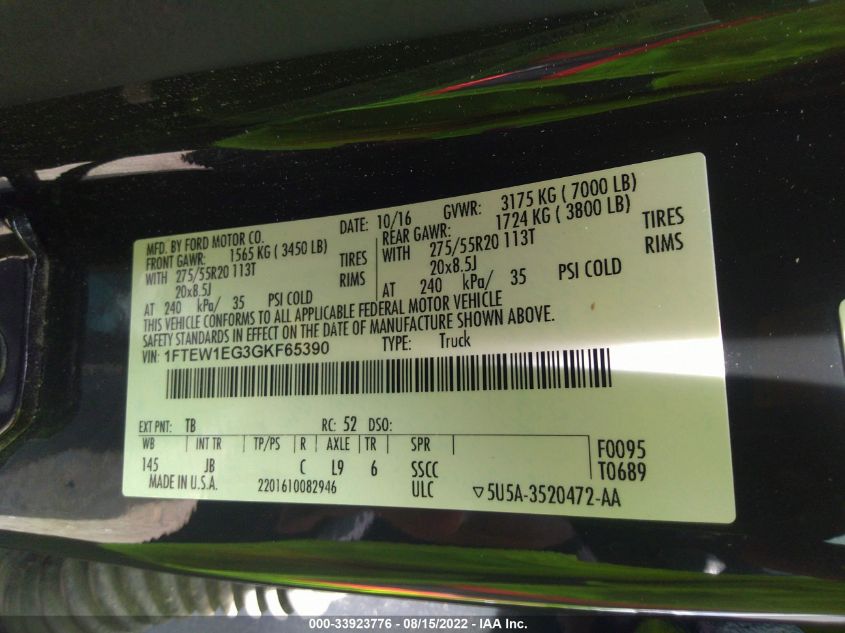 MFD. BY FORD MOTOR CO. DATE: 10/16 GVWR: 3175 KG ( 7000 LB)
FRONT GAWR: 1565 KG ( 3450 LB) REAR GAWR: 1724 KG ( 3800 LB)
WITH 275/55R20 113T TIRES WITH 275/55R20 113T TIRES
20x8.5J RIMS 20x8.5J RIMS
AT 240 kPa/ 35 PSI COLD AT 240 kPa/ 35 PSI COLD
THIS VEHICLE CONFORMS TO ALL APPLICABLE FEDERAL MOTOR VEHICLE
SAFETY STANDARDS IN EFFECT ON THE DATE OF MANUFACTURE SHOWN ABOVE.
VIN: 1FTEW1EG3GKF65390 TYPE: Truck
EXT PNT: TB RC: 52 DSO:
WB INT TR TP/PS R AXLE TR SPR F0095
145 JB C L9 6 SSCC T0689
MADE IN U.S.A. 2201610082946 ULC ▽5U5A-3520472-AA
000-33923776 - 08/15/2022 - IAA Inc.